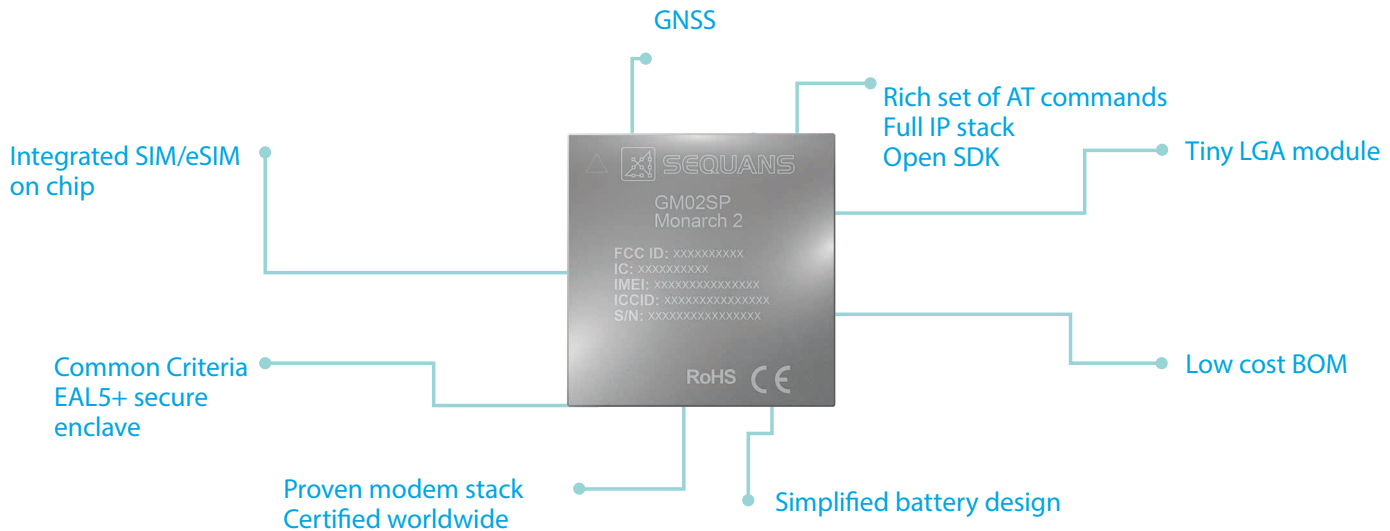 GNSS
Rich set of AT commands
Full IP stack
Open SDK
Integrated SIM/eSIM
on chip
Tiny LGA module
SEQUANS
GM02SP
Monarch 2
FCC ID: XXXXXXXXXX
IC: XXXXXXXXXX
IMEI: XXXXXXXXXXXXXXX
ICCID: XXXXXXXXXXXXXXX
S/N: XXXXXXXXXXXXXXXX
RoHS CE
Common Criteria
EAL5+ secure
enclave
Low cost BOM
Proven modem stack
Certified worldwide
Simplified battery design